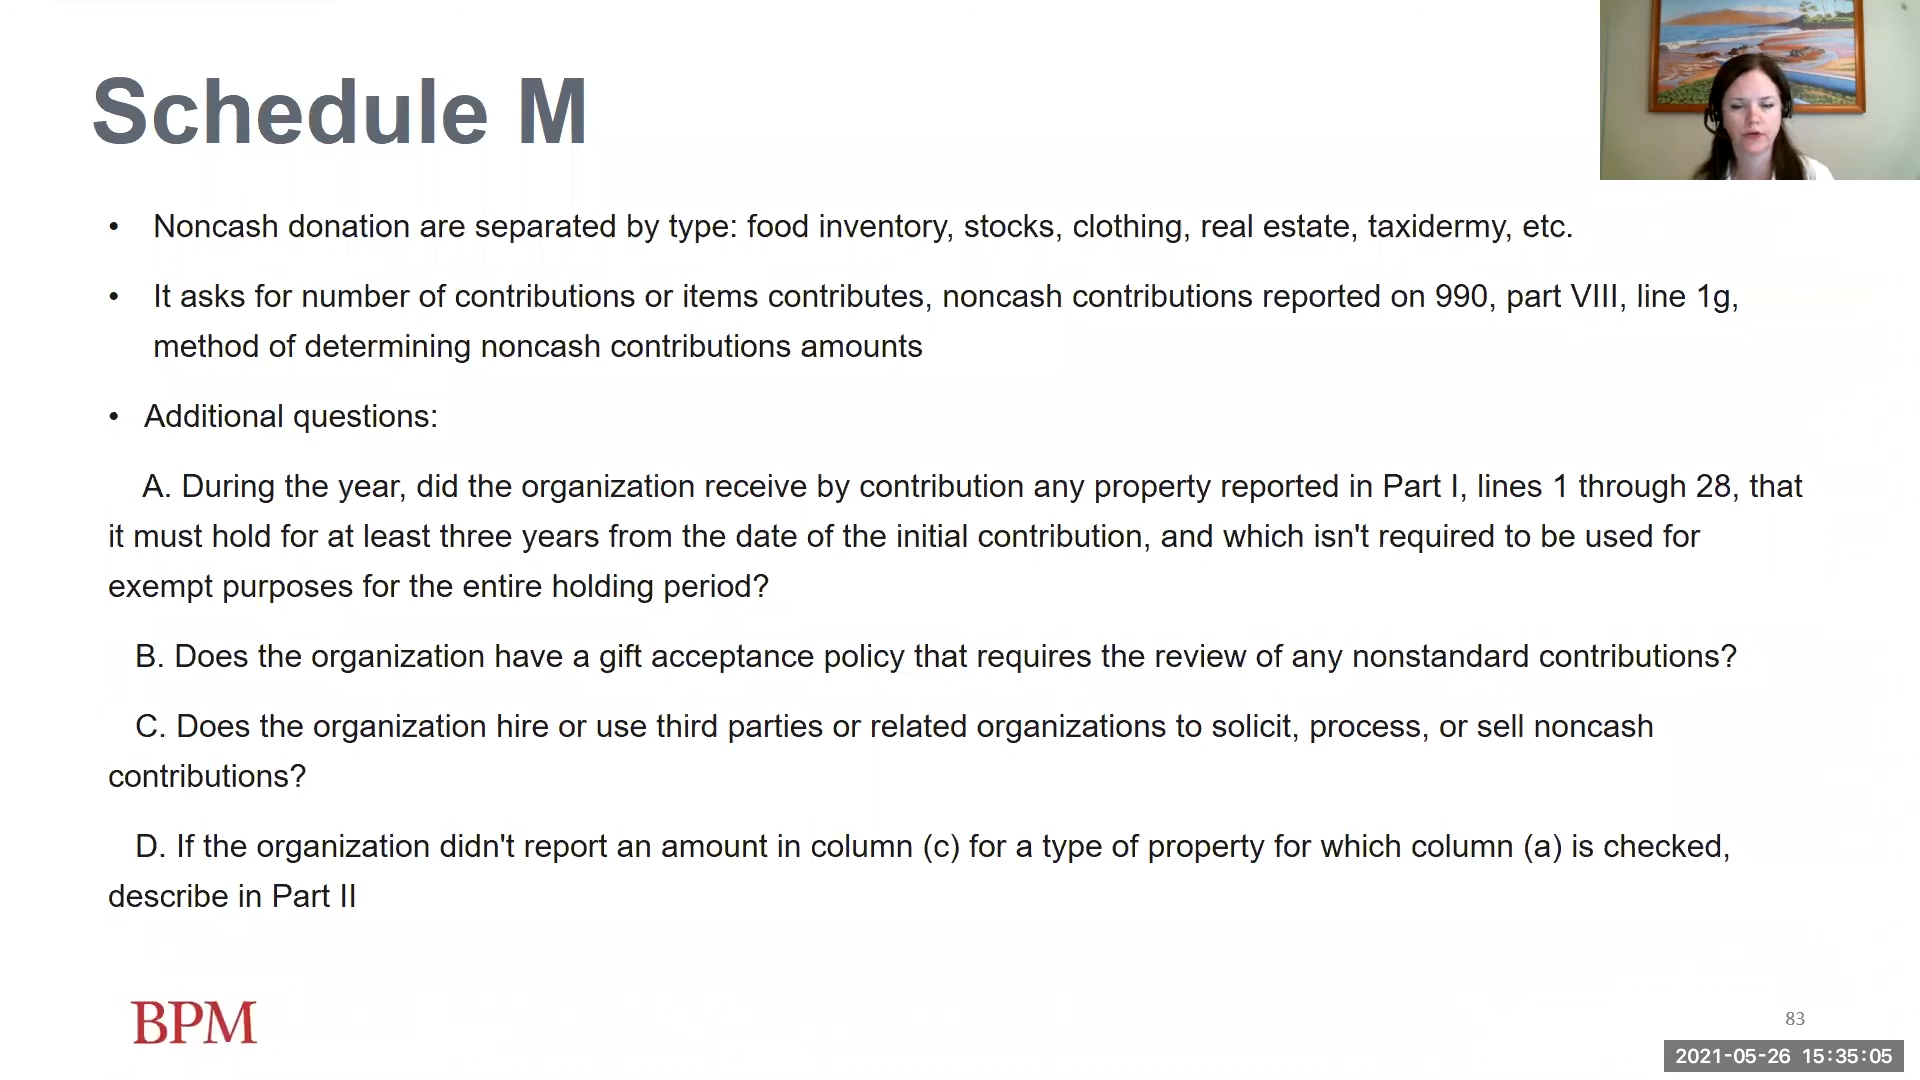 Schedule M
• Noncash donation are separated by type: food inventory, stocks, clothing, real estate, taxidermy, etc.
• It asks for number of contributions or items contributes, noncash contributions reported on 990, part VIII, line 1g,
method of determining noncash contributions amounts
• Additional questions:
A. During the year, did the organization receive by contribution any property reported in Part I, lines 1 through 28, that
it must hold for at least three years from the date of the initial contribution, and which isn't required to be used for
exempt purposes for the entire holding period?
B. Does the organization have a gift acceptance policy that requires the review of any nonstandard contributions?
C. Does the organization hire or use third parties or related organizations to solicit, process, or sell noncash
contributions?
D. If the organization didn't report an amount in column (c) for a type of property for which column (a) is checked,
describe in Part II
BPM
83
2021-05-26 15:35:05